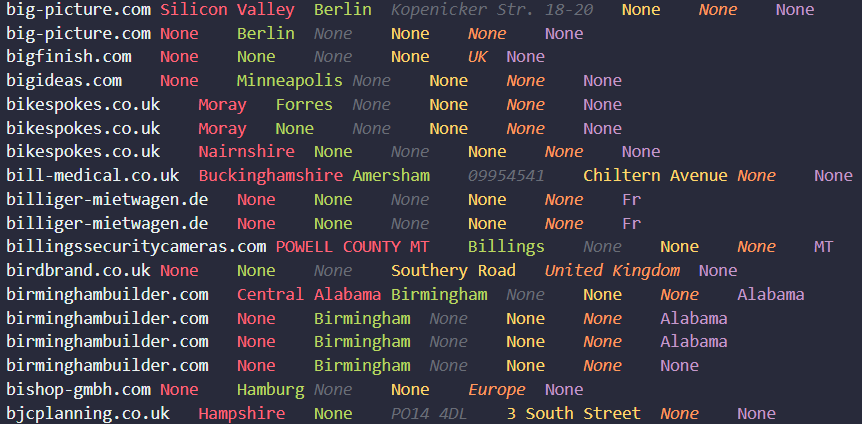 big-picture.com Silicon Valley Berlin Kopenicker Str. 18-20 None None None
big-picture.com None Berlin None None None None
bigfinish.com None None None None UK None
bigideas.com None Minneapolis None None None None
bikespokes.co.uk Moray Forres None None None None
bikespokes.co.uk Moray None None None None None
bikespokes.co.uk Nairnshire None None None None None
bill-medical.co.uk Buckinghamshire Amersham 09954541 Chiltern Avenue None None
billiger-mietwagen.de None None None None None Fr
billiger-mietwagen.de None None None None None Fr
billingssecuritycameras.com POWELL COUNTY MT Billings None None None MT
birdbrand.co.uk None None None Southery Road United Kingdom None
birminghambuilder.com Central Alabama Birmingham None None None Alabama
birminghambuilder.com None Birmingham None None None Alabama
birminghambuilder.com None Birmingham None None None Alabama
birminghambuilder.com None Birmingham None None None None
bishop-gmbh.com None Hamburg None None Europe None
bjcplanning.co.uk Hampshire None PO14 4DL 3 South Street None None